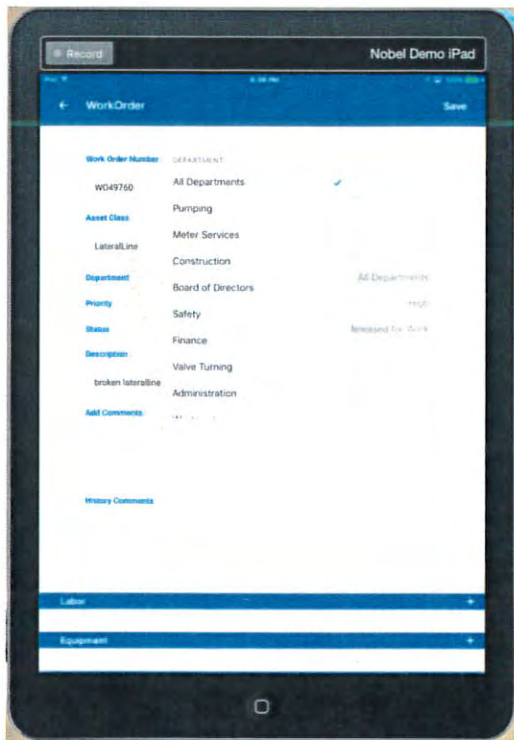 Record
Nobel Demo iPad
← WorkOrder
Save
Work Order Number
WO49760
Asset Class
LateralLine
Department
Priority
Status
Description
broken lateralline
Add Comments
History Comments
DEPARTMENT
All Departments ✓
Pumping
Meter Services
Construction
Board of Directors
Safety
Finance
Valve Turning
Administration
All Departments
High
Released for Work
Labor +
Equipment +